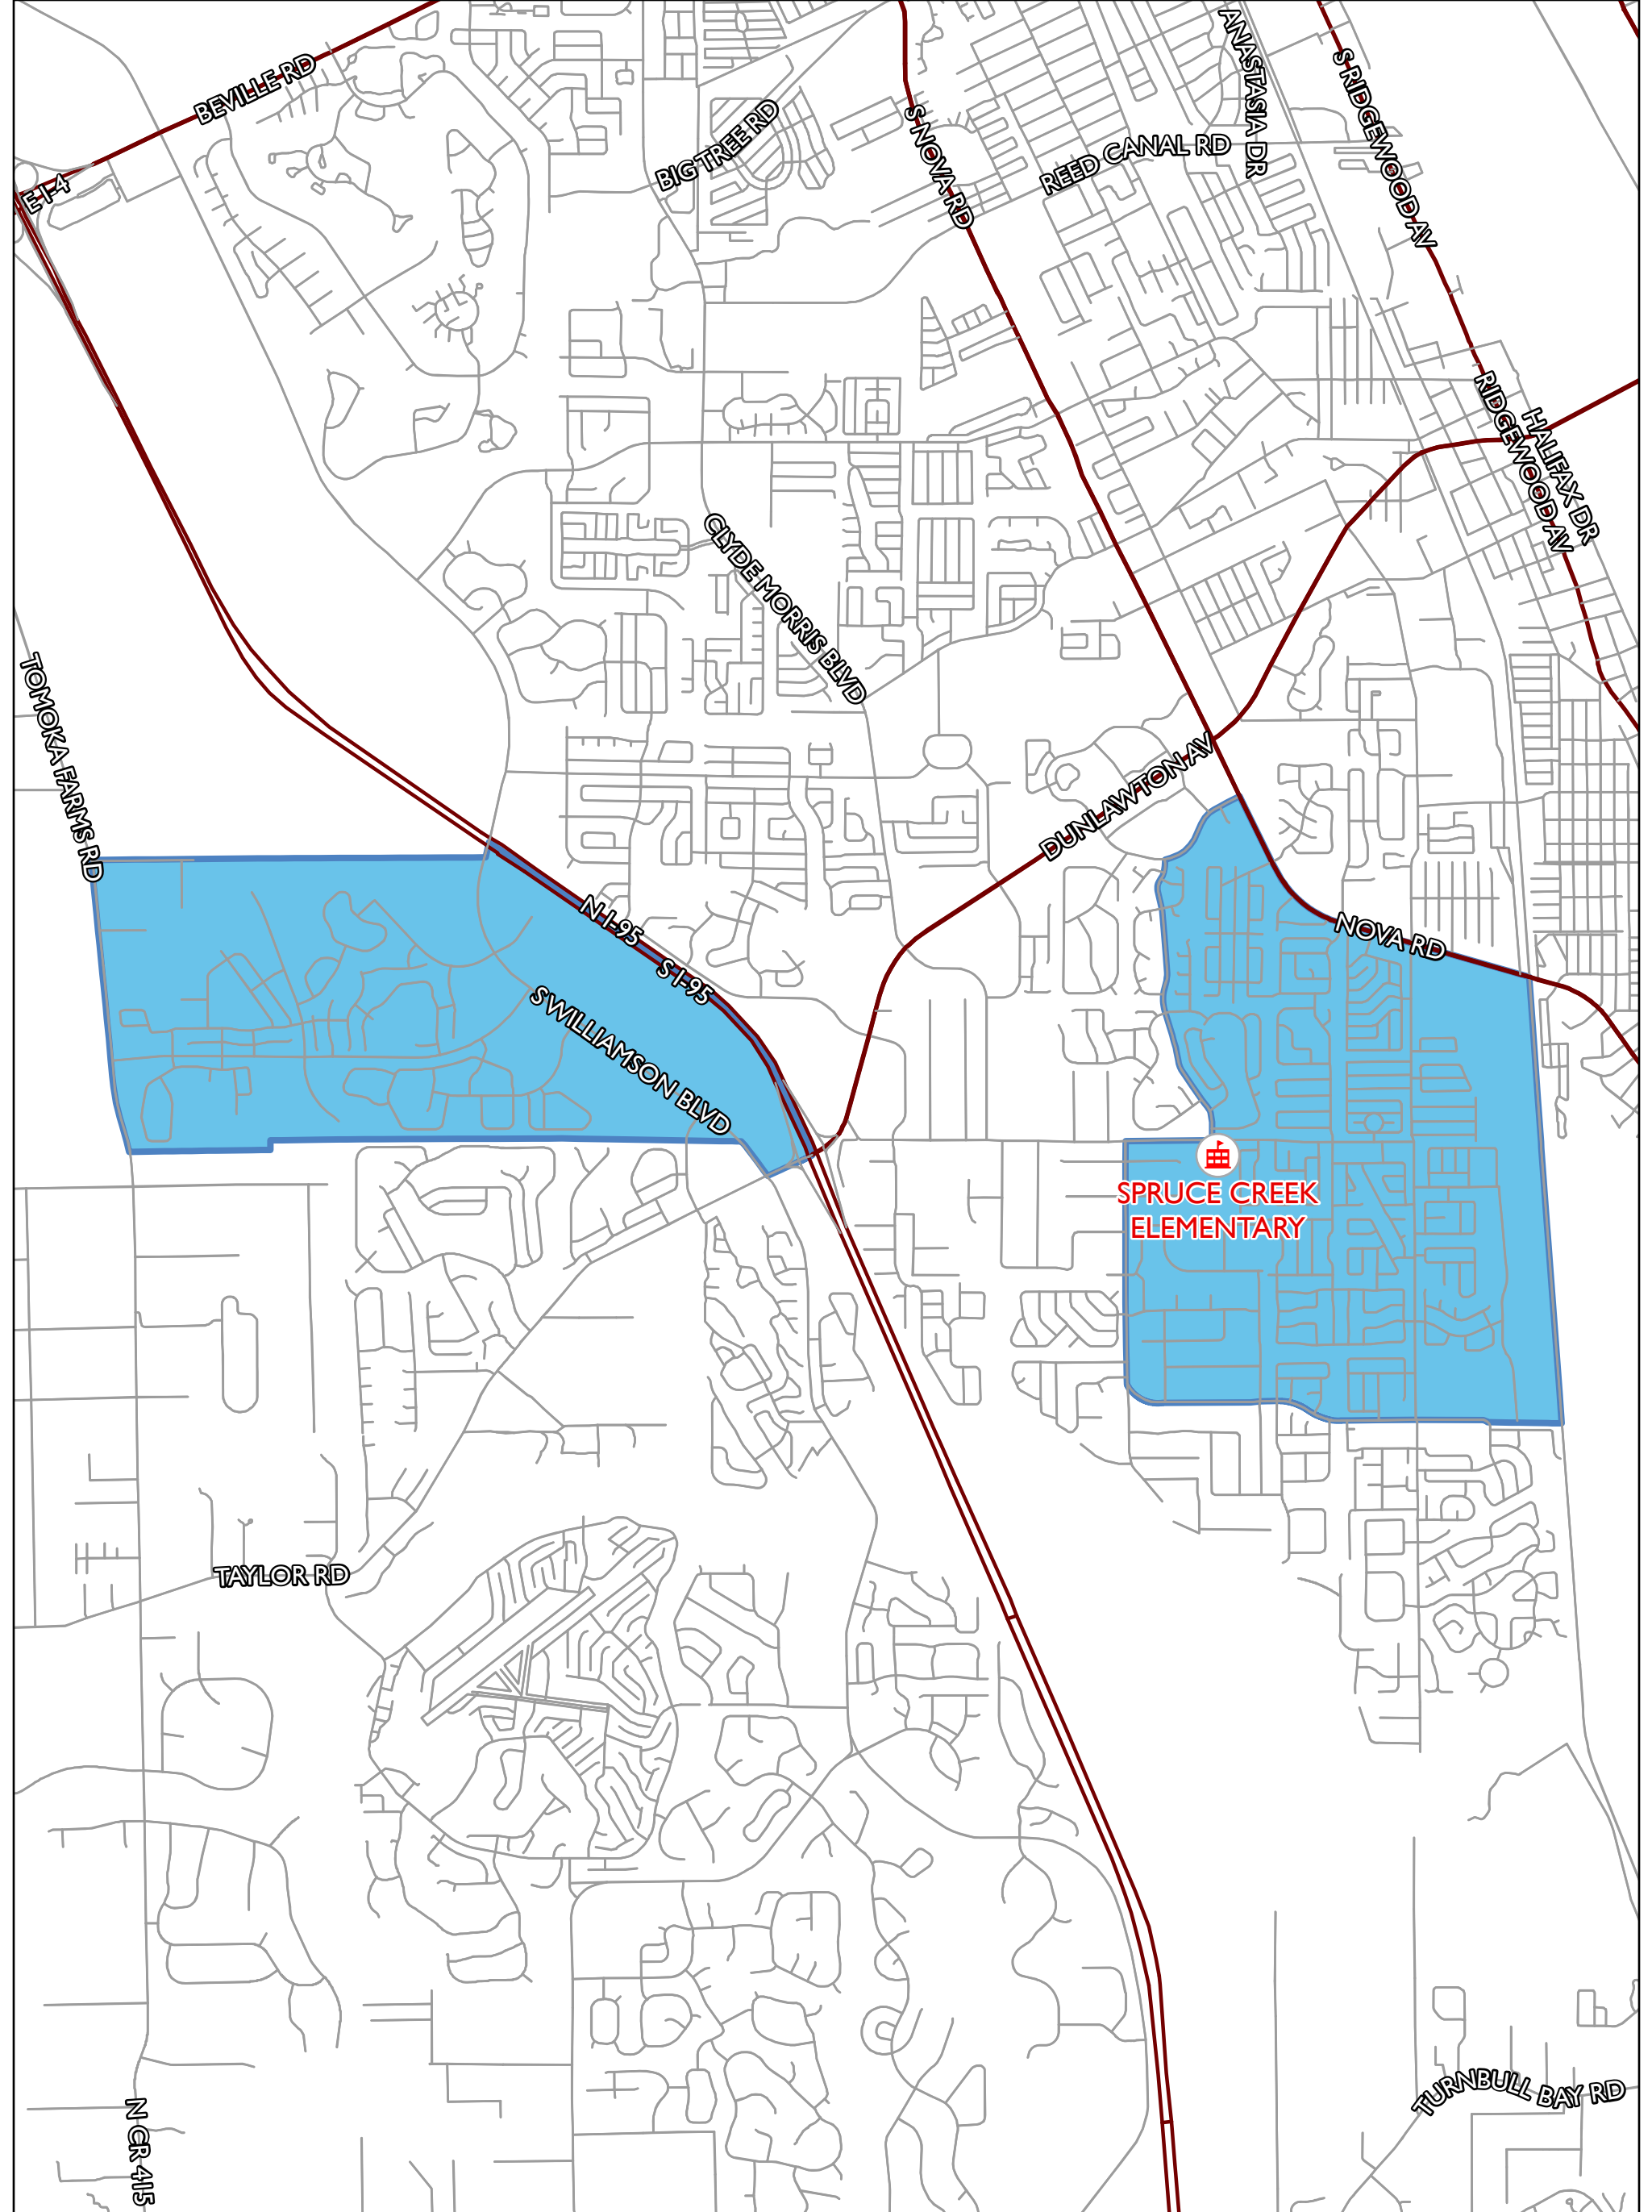 ANASTASIA DR
S RIDGEWOOD AV
BEVILLE RD
BIG TREE RD
S NOVA RD
REED CANAL RD
E I-4
RIDGEWOOD AV
HALIFAX DR
CLYDE MORRIS BLVD
TOMOKA FARMS RD
DUNLAWTON AV
N I-95
NOVA RD
S I-95
S WILLIAMSON BLVD
SPRUCE CREEK
ELEMENTARY
TAYLOR RD
TURNBULL BAY RD
N CR 415